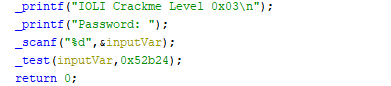 _printf("IOLI Crackme Level 0x03\n");
_printf("Password: ");
_scanf("%d",&inputVar);
_test(inputVar,0x52b24);
return 0;